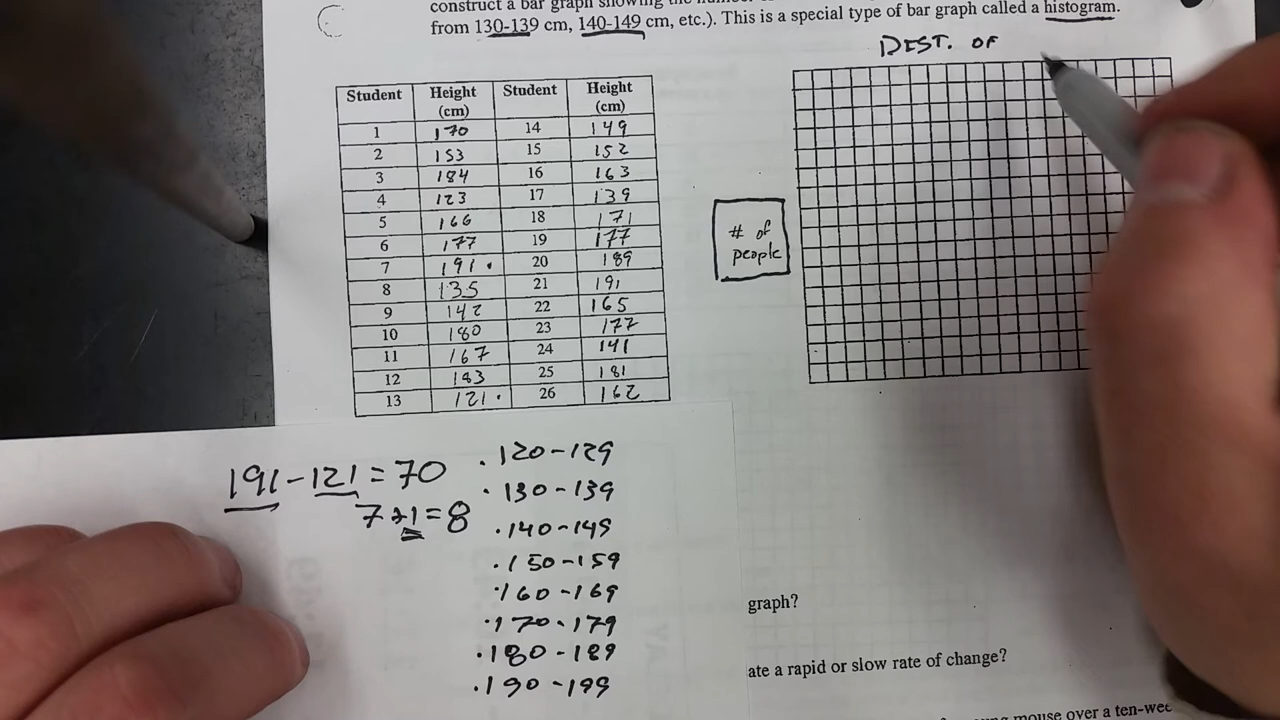 construct a bar graph showing the number of
from 130-139 cm, 140-149 cm, etc.). This is a special type of bar graph called a histogram.
DEST. OF
Student Height (cm) Student Height (cm)
1 170 14 149
2 153 15 152
3 184 16 163
4 123 17 139
5 166 18 171
6 177 19 177
7 191 . 20 189
8 135 21 191
9 142 22 165
10 180 23 177
11 167 24 141
12 183 25 181
13 121 . 26 162
# of
people
191-121=70
7+1=8
. 120-129
. 130-139
. 140-149
. 150-159
. 160-169
. 170-179
. 180-189
. 190-199
graph?
ate a rapid or slow rate of change?
mouse over a ten-wee